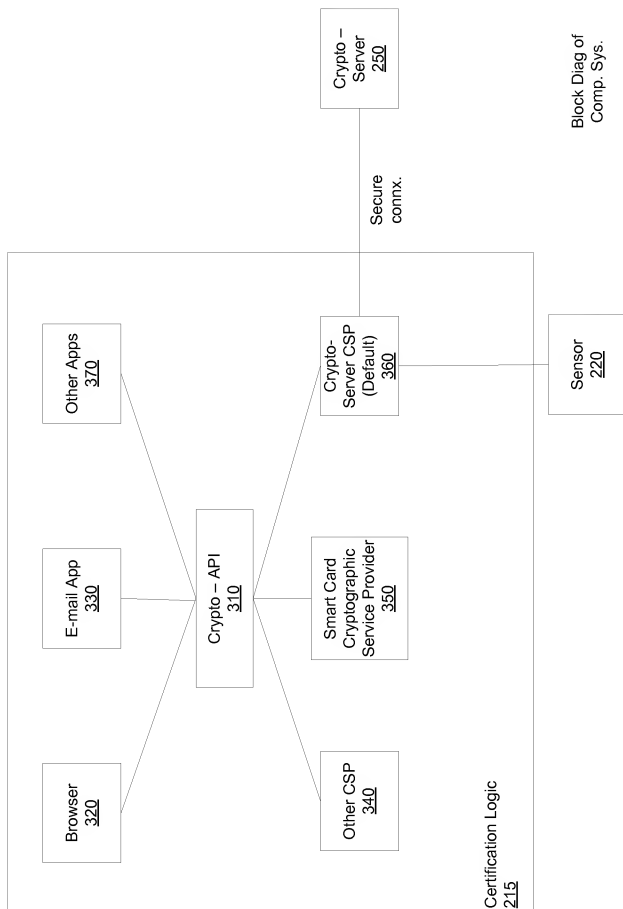 Browser
320
E-mail App
330
Other Apps
370
Crypto – API
310
Other CSP
340
Smart Card
Cryptographic
Service Provider
350
Crypto-
Server CSP
(Default)
360
Secure
connx.
Crypto –
Server
250
Certification Logic
215
Sensor
220
Block Diag of
Comp. Sys.